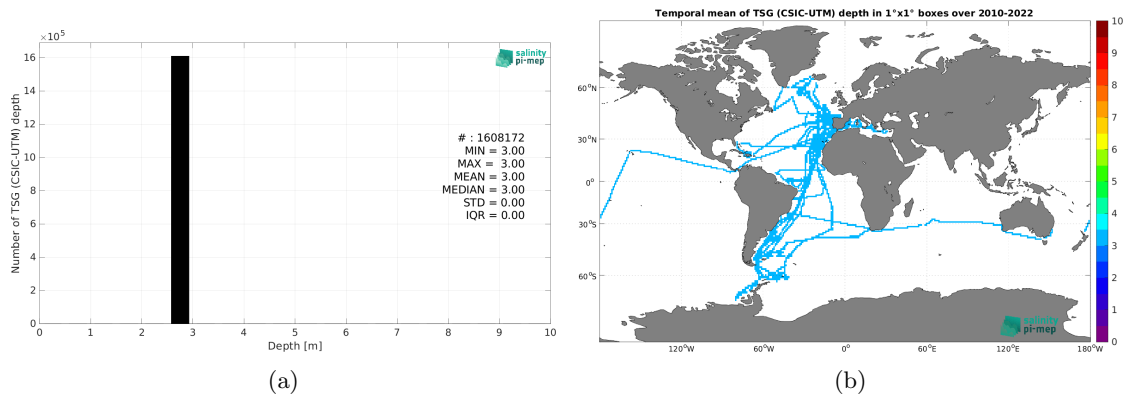 ×10⁵
16
14
12
10
8
6
4
2
0
Number of TSG (CSIC-UTM) depth
salinity
pi-mep
# : 1608172
MIN = 3.00
MAX = 3.00
MEAN = 3.00
MEDIAN = 3.00
STD = 0.00
IQR = 0.00
0 1 2 3 4 5 6 7 8 9 10
Depth [m]
(a)
Temporal mean of TSG (CSIC-UTM) depth in 1°x1° boxes over 2010-2022
60°N
30°N
0°
30°S
60°S
120°W 60°W 0° 60°E 120°E 180°W
salinity
pi-mep
10
9
8
7
6
5
4
3
2
1
0
(b)